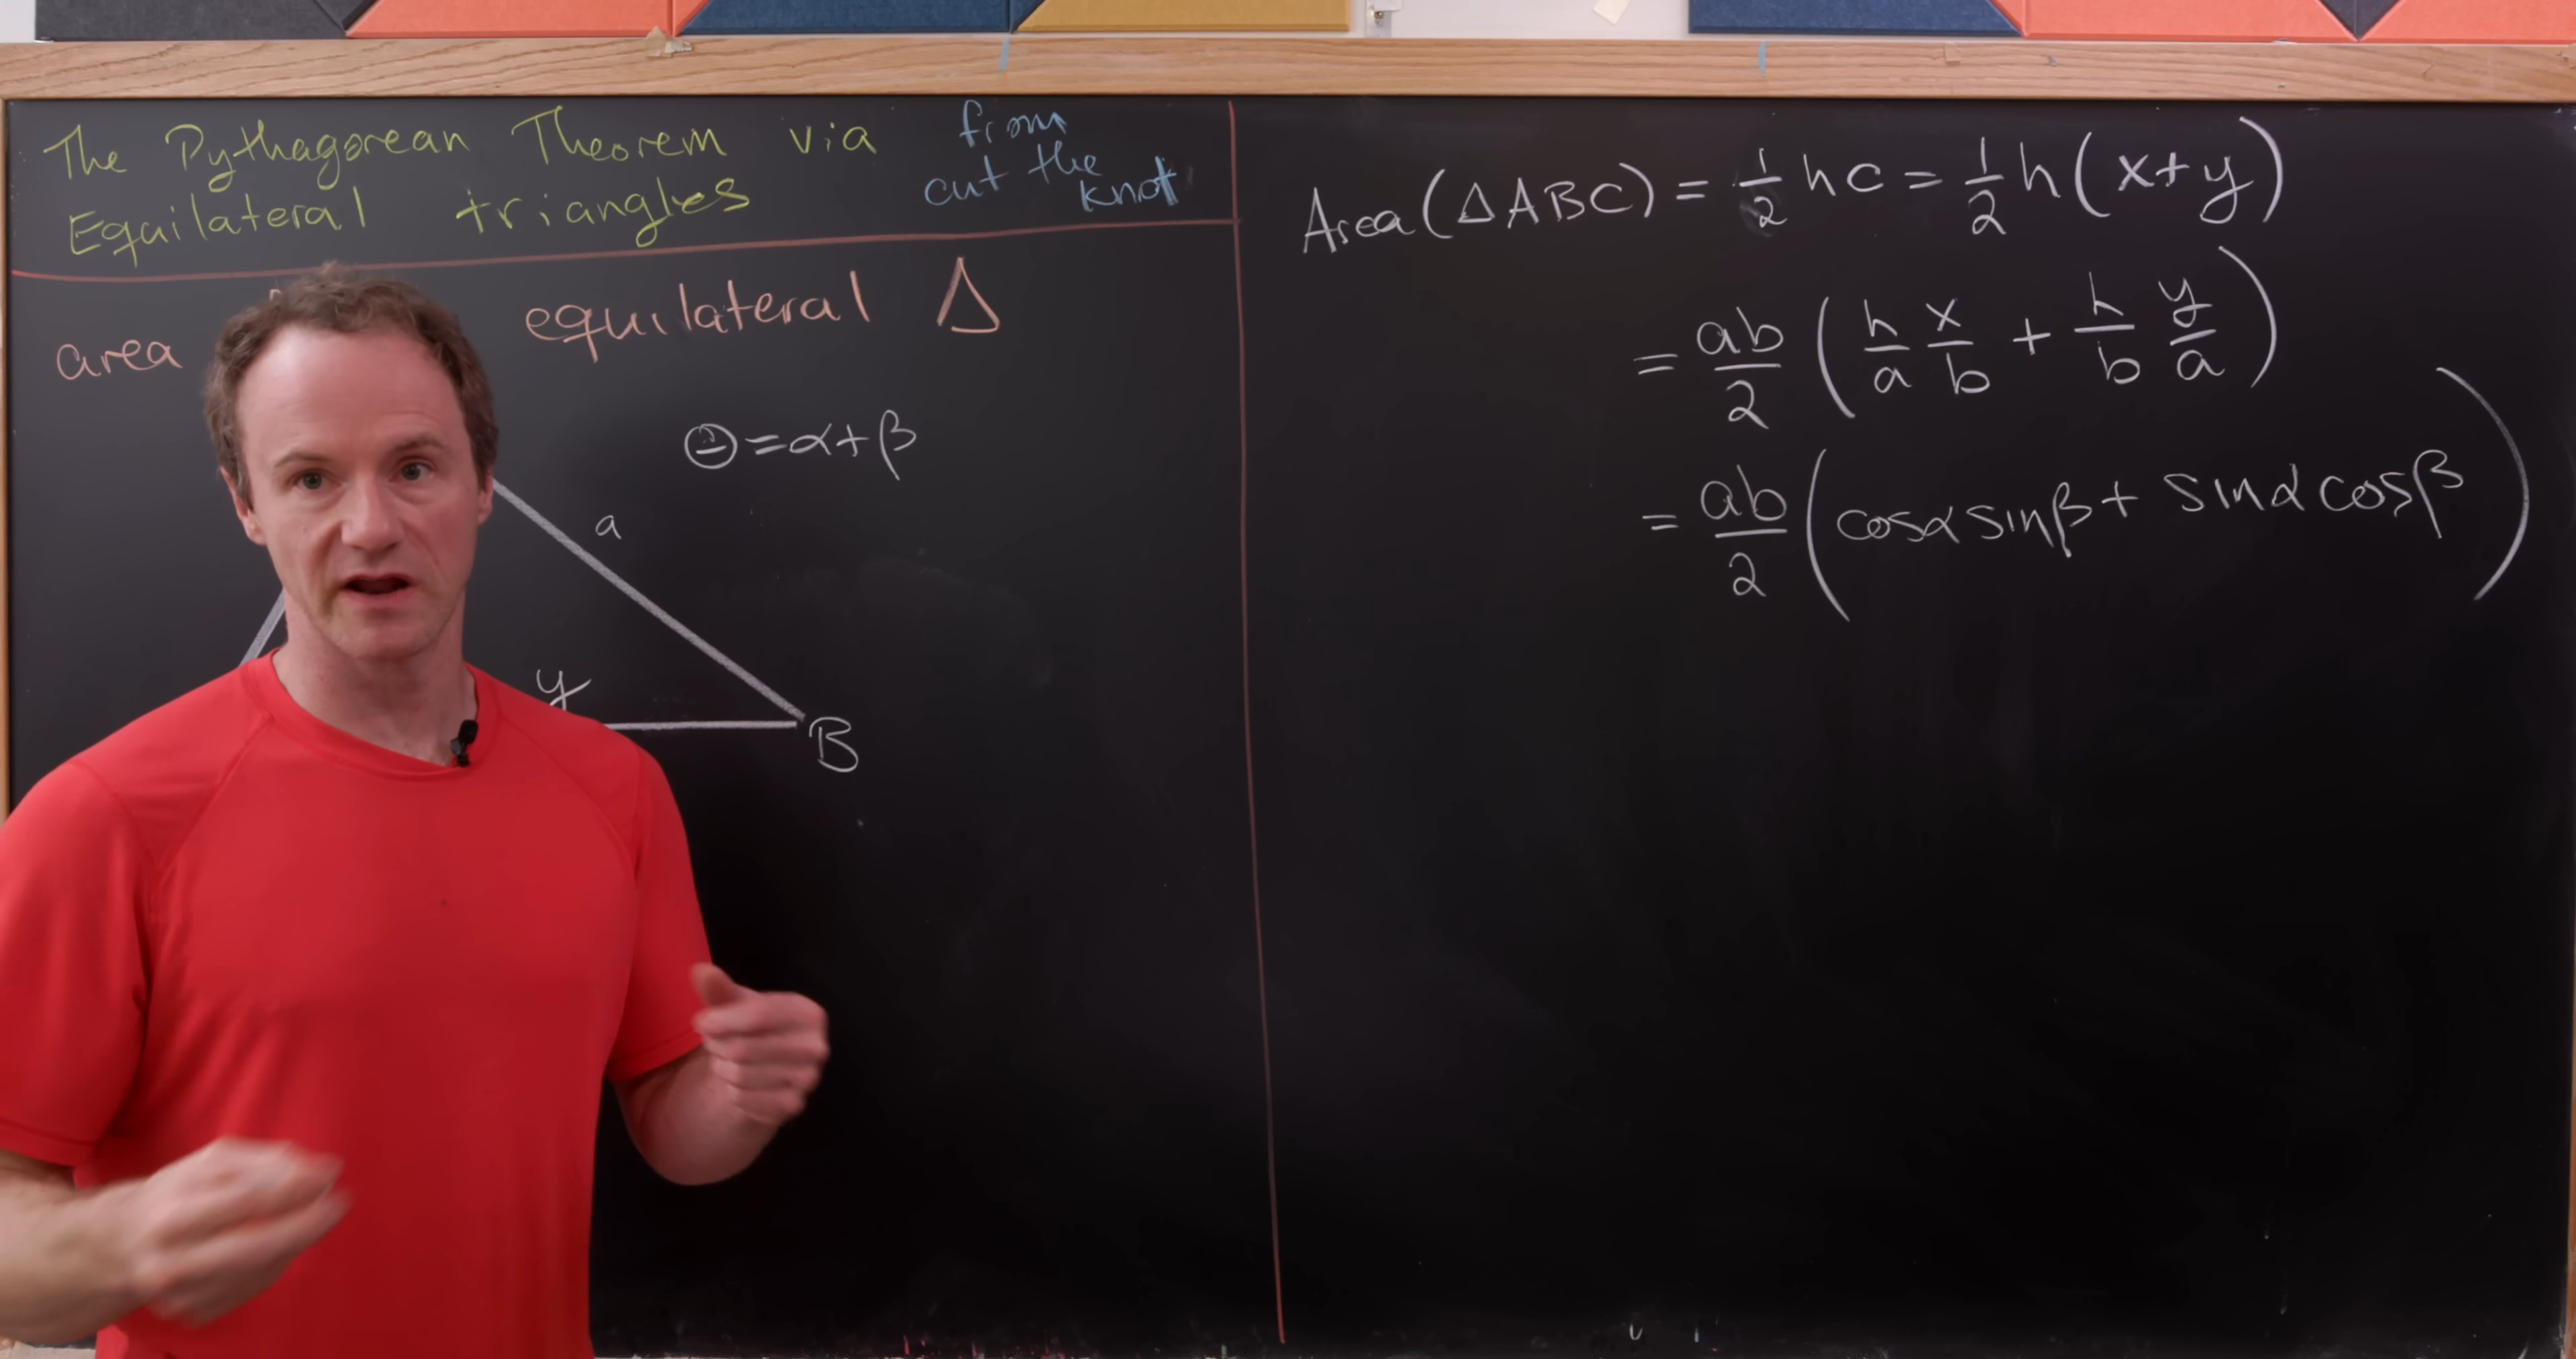 The Pythagorean Theorem via
Equilateral triangles
from
cut the
knot
area equilateral Δ
Θ=α+β
a
y
B
Area(ΔABC) = 1/2 hc = 1/2 h(x+y)
= ab/2 (h/a x/b + h/b y/a)
= ab/2 (cosα sinβ + sinα cosβ)